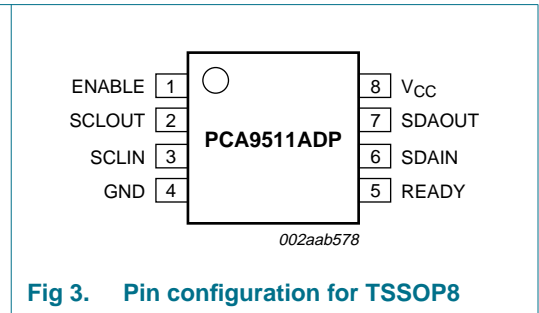 ENABLE 1 8 VCC
SCLOUT 2 7 SDAOUT
PCA9511ADP
SCLIN 3 6 SDAIN
GND 4 5 READY
002aab578
Fig 3. Pin configuration for TSSOP8